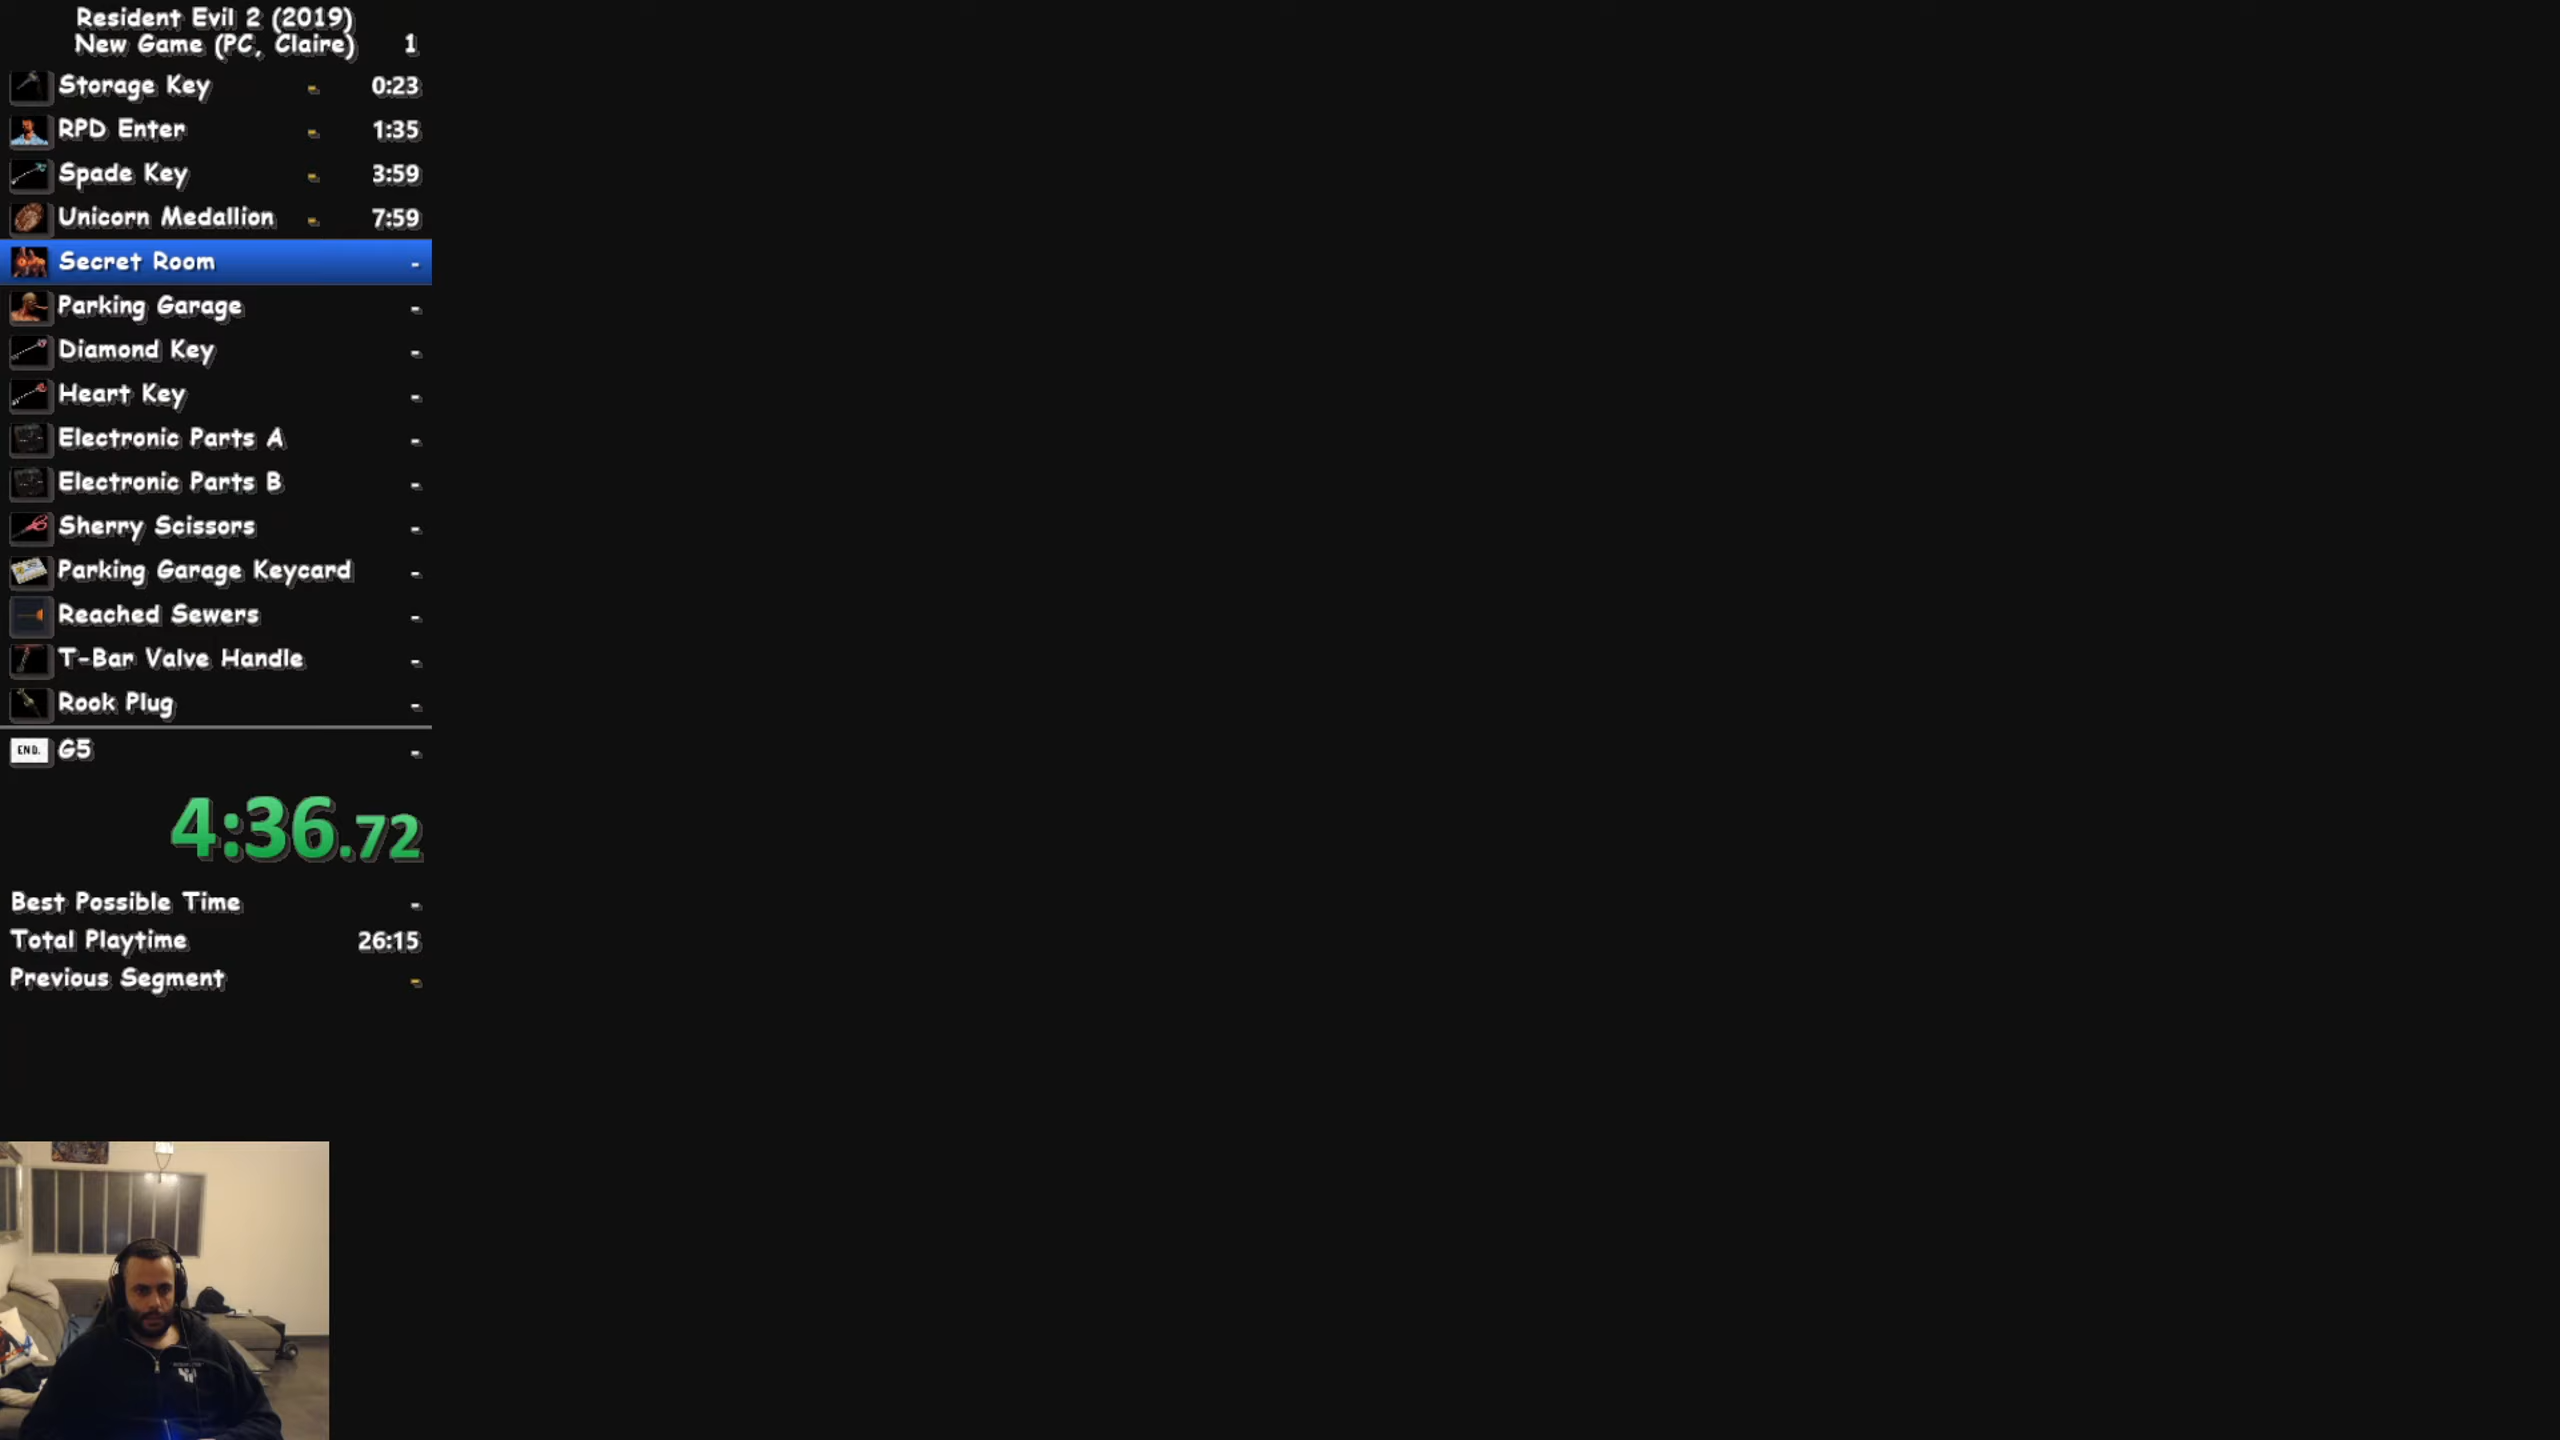 Resident Evil 2 (2019)
New Game (PC, Claire) 1
Storage Key - 0:23
RPD Enter - 1:35
Spade Key - 3:59
Unicorn Medallion - 7:59
Secret Room -
Parking Garage -
Diamond Key -
Heart Key -
Electronic Parts A -
Electronic Parts B -
Sherry Scissors -
Parking Garage Keycard -
Reached Sewers -
T-Bar Valve Handle -
Rook Plug -
END. G5 -
4:36.72
Best Possible Time -
Total Playtime 26:15
Previous Segment -